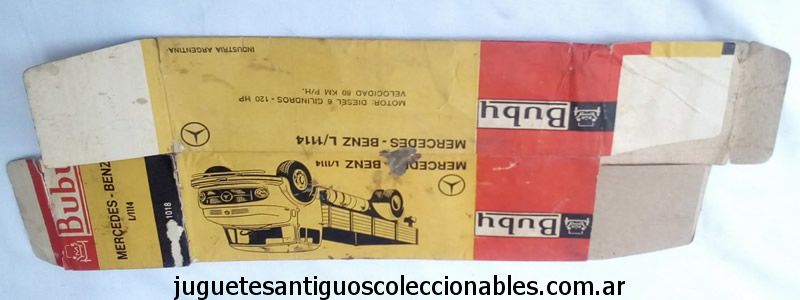 INDUSTRIA ARGENTINA
MOTOR: DIESEL 6 CILINDROS - 120 HP
VELOCIDAD 80 KM P/H.
MERCEDES - BENZ L/1114
Buby
MERCEDES BENZ L/1114
Buby
Buby
MERCEDES - BENZ
L/1114
1018
juguetesantiguoscoleccionables.com.ar